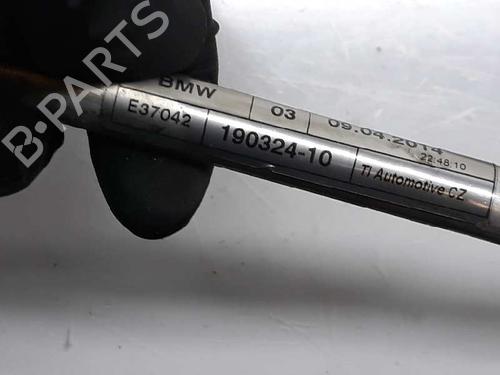 BMW 03 09.04.2014
22:48:10
E37042 190324-10 TI Automotive CZ
B-PARTS